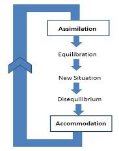 Assimilation
Equilibration
New Situation
Disequilibrium
Accommodation